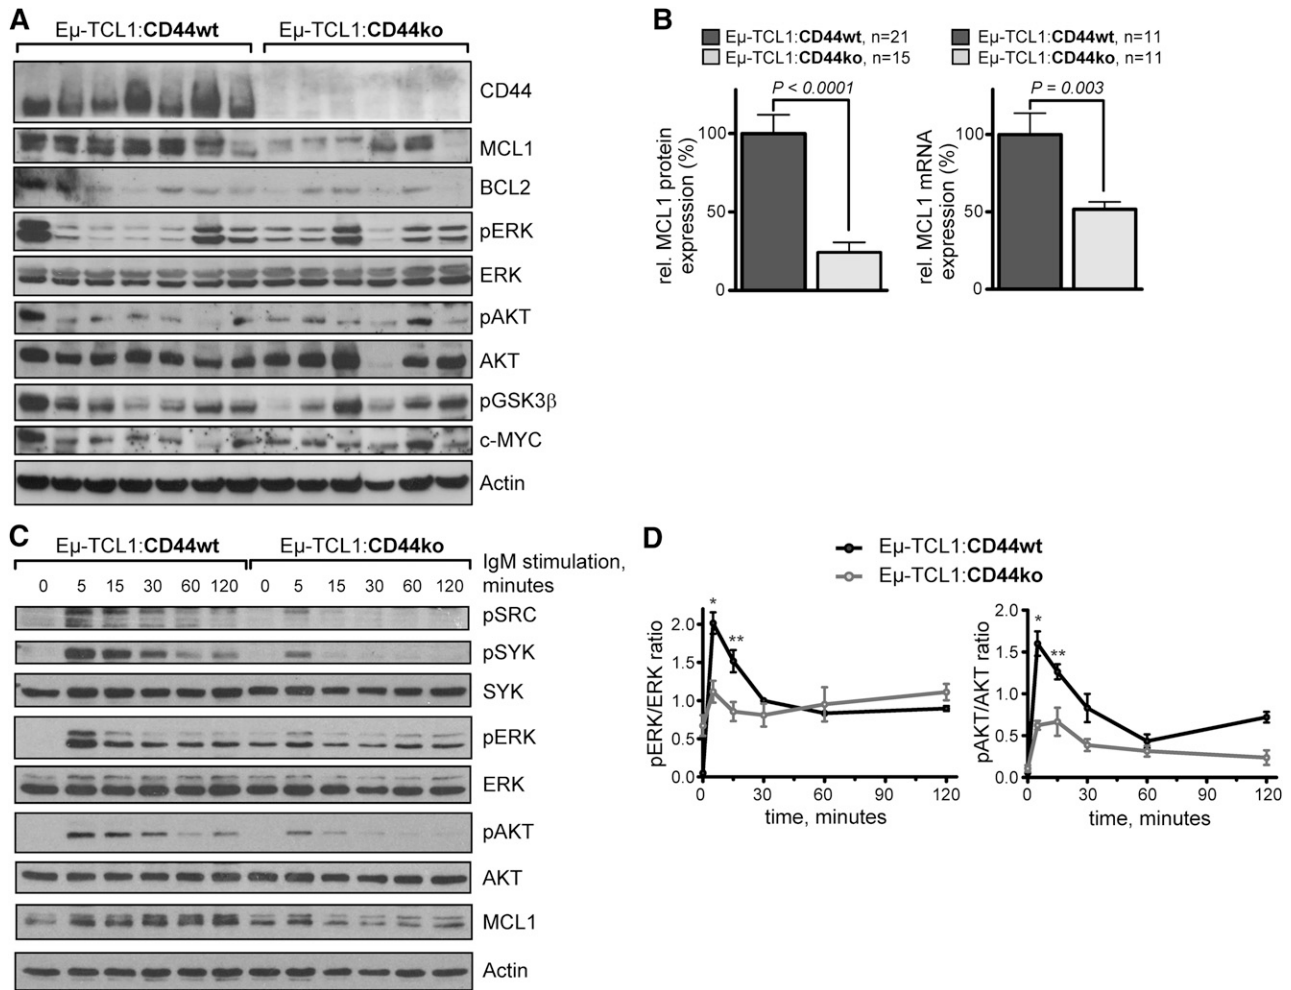 A
Eμ-TCL1:CD44wt
Eμ-TCL1:CD44ko
CD44
MCL1
BCL2
pERK
ERK
pAKT
AKT
pGSK3β
c-MYC
Actin
B
Eμ-TCL1:CD44wt, n=21
Eμ-TCL1:CD44ko, n=15
P < 0.0001
rel. MCL1 protein
expression (%)
100
50
0
Eμ-TCL1:CD44wt, n=11
Eμ-TCL1:CD44ko, n=11
P = 0.003
rel. MCL1 mRNA
expression (%)
100
50
0
C
Eμ-TCL1:CD44wt
Eμ-TCL1:CD44ko
IgM stimulation,
0 5 15 30 60 120 0 5 15 30 60 120 minutes
pSRC
pSYK
SYK
pERK
ERK
pAKT
AKT
MCL1
Actin
D
Eμ-TCL1:CD44wt
Eμ-TCL1:CD44ko
pERK/ERK ratio
2.0
1.5
1.0
0.5
0.0
* **
0 30 60 90 120
time, minutes
pAKT/AKT ratio
2.0
1.5
1.0
0.5
0.0
* **
0 30 60 90 120
time, minutes